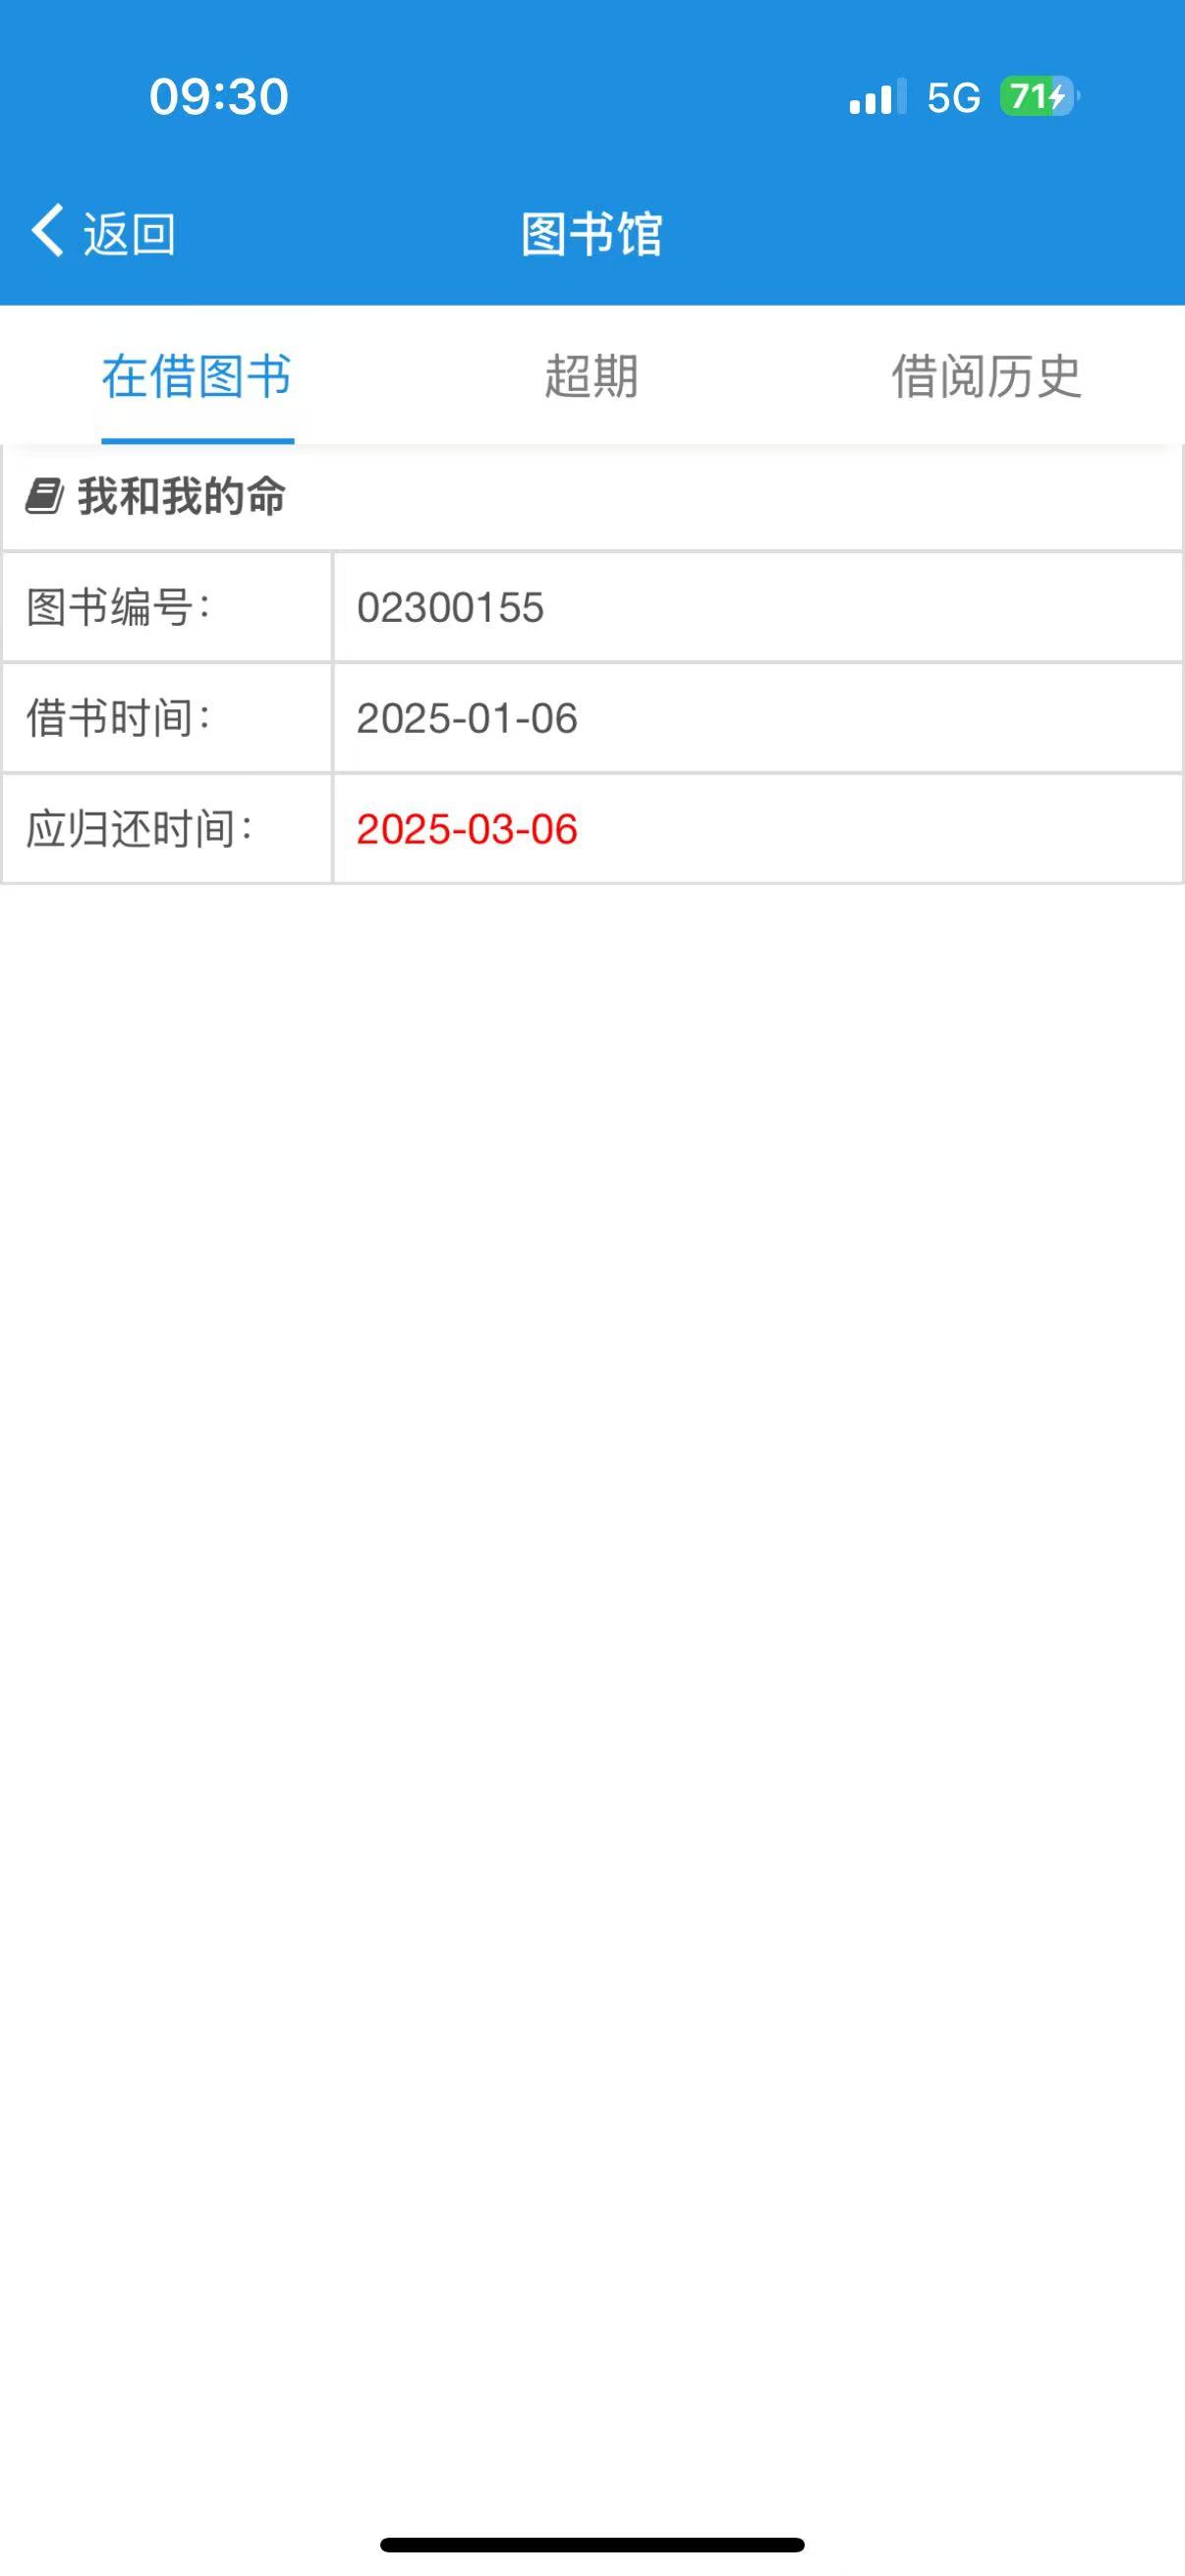 09:30 5G 71
返回 图书馆
在借图书 超期 借阅历史
我和我的命
图书编号： 02300155
借书时间： 2025-01-06
应归还时间： 2025-03-06